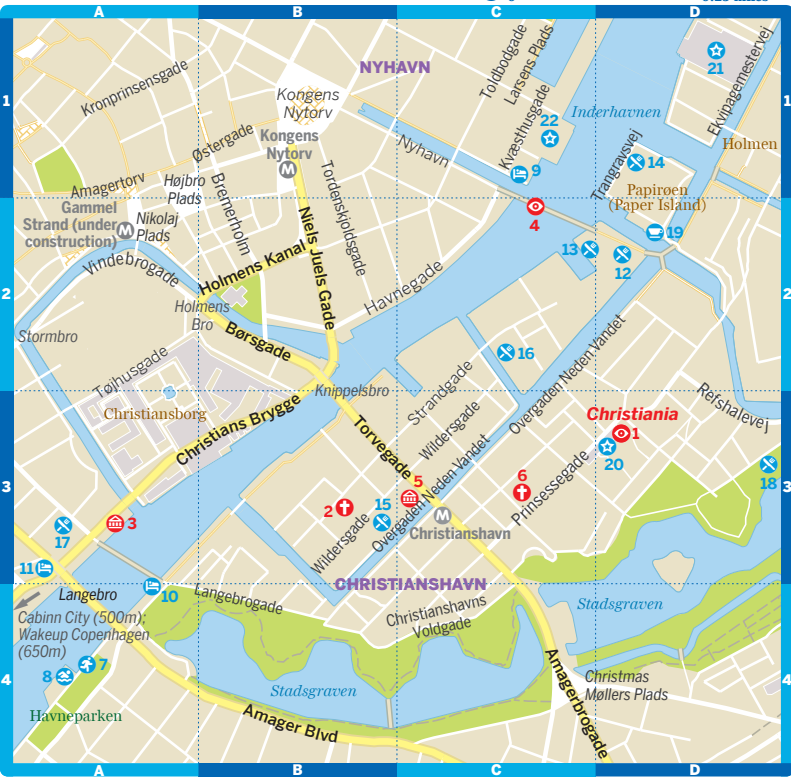 A
B
C
D
1
2
3
4
NYHAVN
Kronprinsensgade
Kongens
Nytorv
Østergade
Kongens
Nytorv
M
Toldbodgade
Larsens Plads
Kvæsthusgade
22
9
Inderhavnen
21
Ekvipagemestervej
Holmen
Nyhavn
Trangravsvej
14
Papirøen
(Paper Island)
19
4
13
12
Amagertorv
Højbro
Plads
Bremerholm
Tordenskjoldsgade
Gammel
Strand (under
construction)
M
Nikolaj
Plads
Vindebrogade
Niels Juels Gade
Holmens Kanal
Havnegade
Holmens
Bro
Børsgade
Stormbro
Tøjhusgade
Christiansborg
Christians Brygge
Knippelsbro
16
Strandgade
Wildersgade
Overgaden Neden Vandet
Overgaden Neden Vandet
Refshalevej
Christiania
1
20
18
Torvegade
5
6
Prinsessegade
2
15
Wildersgade
M
Christianshavn
3
17
11
10
Langebro
CHRISTIANSHAVN
Langebrogade
Christianshavns
Voldgade
Stadsgraven
Cabinn City (500m);
Wakeup Copenhagen
(650m)
8
7
Havneparken
Stadsgraven
Amager Blvd
Amagerbrogade
Christmas
Møllers Plads
1
2
3
4
A
B
C
D